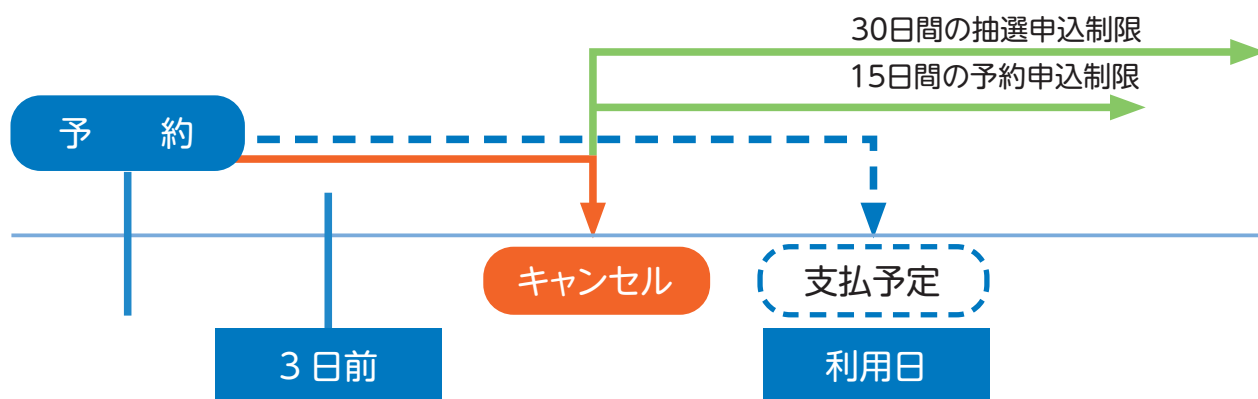 30日間の抽選申込制限
15日間の予約申込制限
予 約
キャンセル
支払予定
3日前
利用日